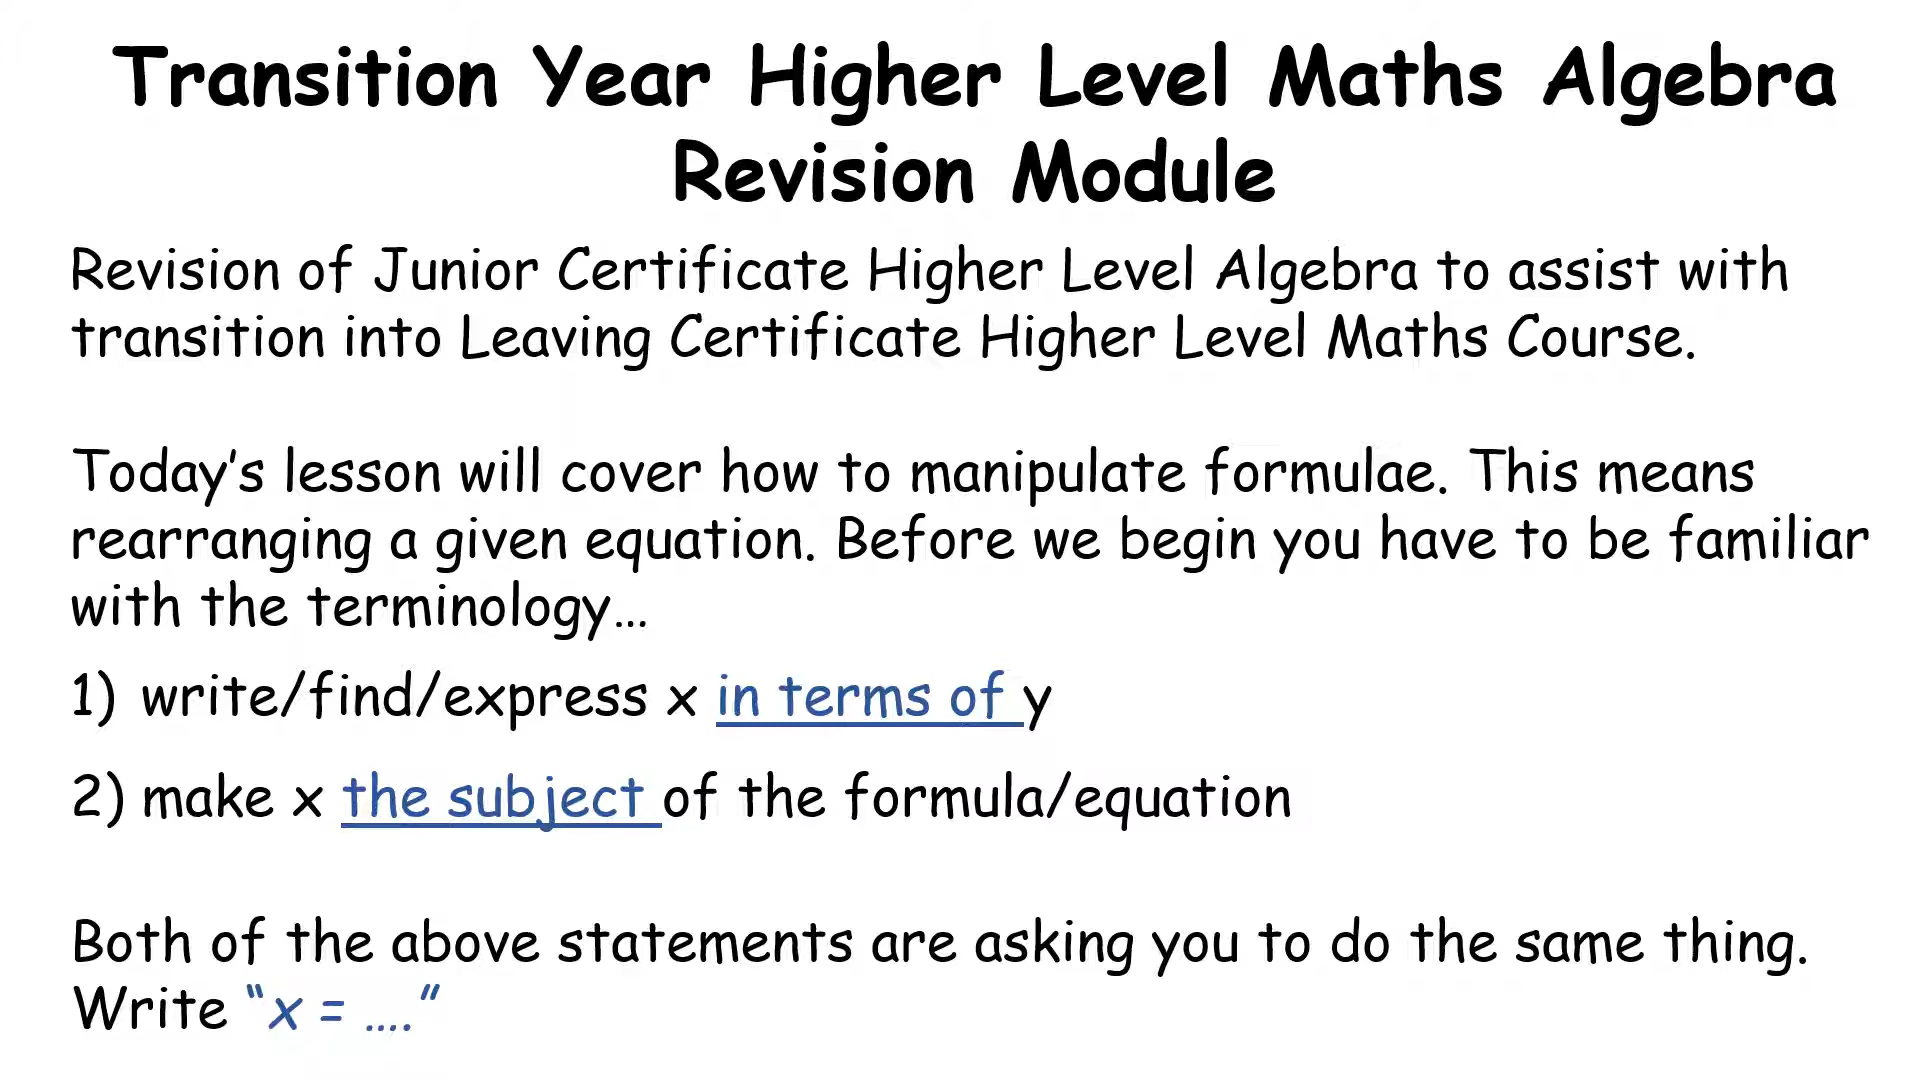 Transition Year Higher Level Maths Algebra
Revision Module
Revision of Junior Certificate Higher Level Algebra to assist with
transition into Leaving Certificate Higher Level Maths Course.
Today's lesson will cover how to manipulate formulae. This means
rearranging a given equation. Before we begin you have to be familiar
with the terminology…
1) write/find/express x in terms of y
2) make x the subject of the formula/equation
Both of the above statements are asking you to do the same thing.
Write “x = ….”